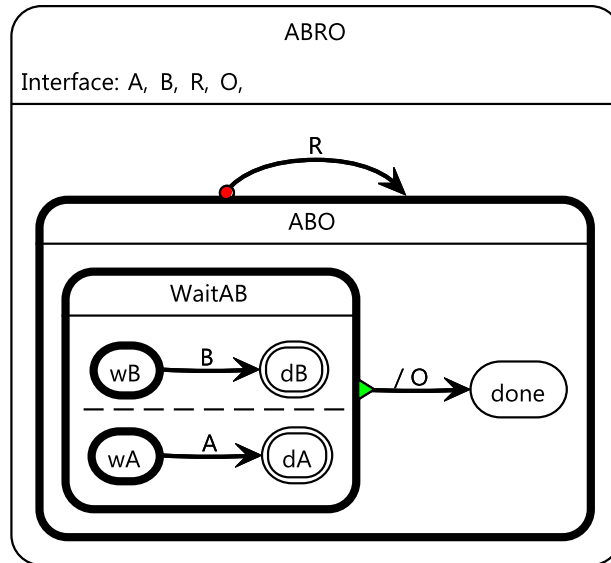 ABRO
Interface: A, B, R, O,
R
ABO
WaitAB
wB
B
dB
/ O
done
wA
A
dA